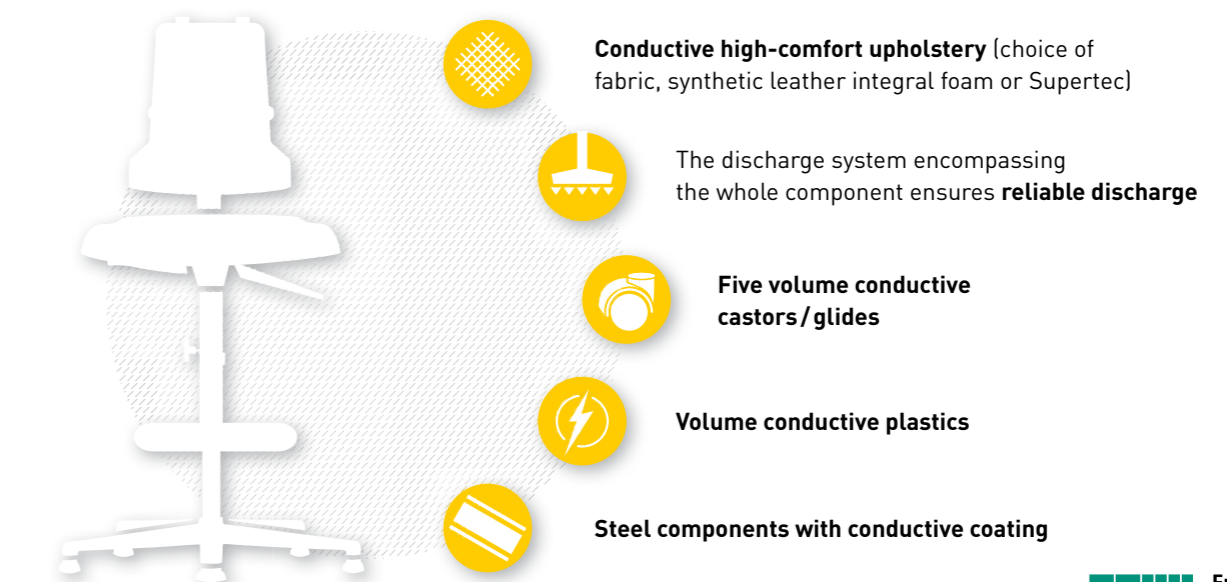 Conductive high-comfort upholstery (choice of
fabric, synthetic leather integral foam or Supertec)
The discharge system encompassing
the whole component ensures reliable discharge
Five volume conductive
castors / glides
Volume conductive plastics
Steel components with conductive coating